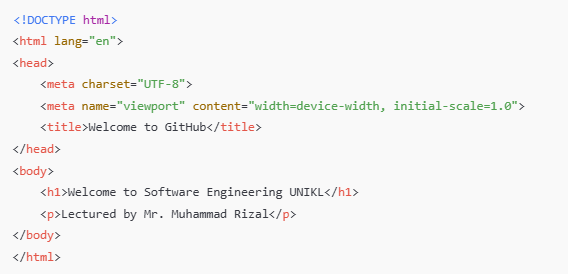 <!DOCTYPE html>
<html lang="en">
<head>
    <meta charset="UTF-8">
    <meta name="viewport" content="width=device-width, initial-scale=1.0">
    <title>Welcome to GitHub</title>
</head>
<body>
    <h1>Welcome to Software Engineering UNIKL</h1>
    <p>Lectured by Mr. Muhammad Rizal</p>
</body>
</html>